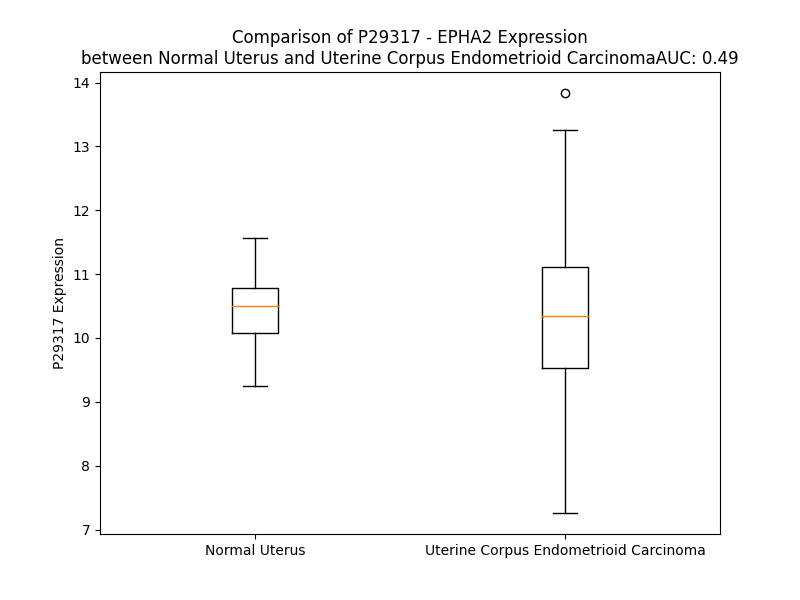 Comparison of P29317 - EPHA2 Expression
between Normal Uterus and Uterine Corpus Endometrioid CarcinomaAUC: 0.49
14
13
12
11
10
9
8
7
P29317 Expression
Normal Uterus
Uterine Corpus Endometrioid Carcinoma